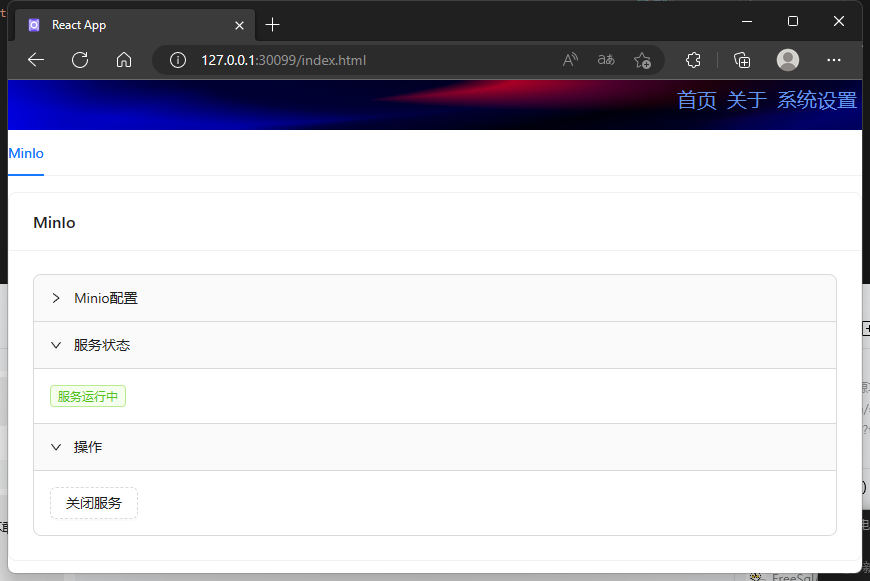 React App
127.0.0.1:30099/index.html
首页 关于 系统设置
MinIo
MinIo
Minio配置
服务状态
服务运行中
操作
关闭服务